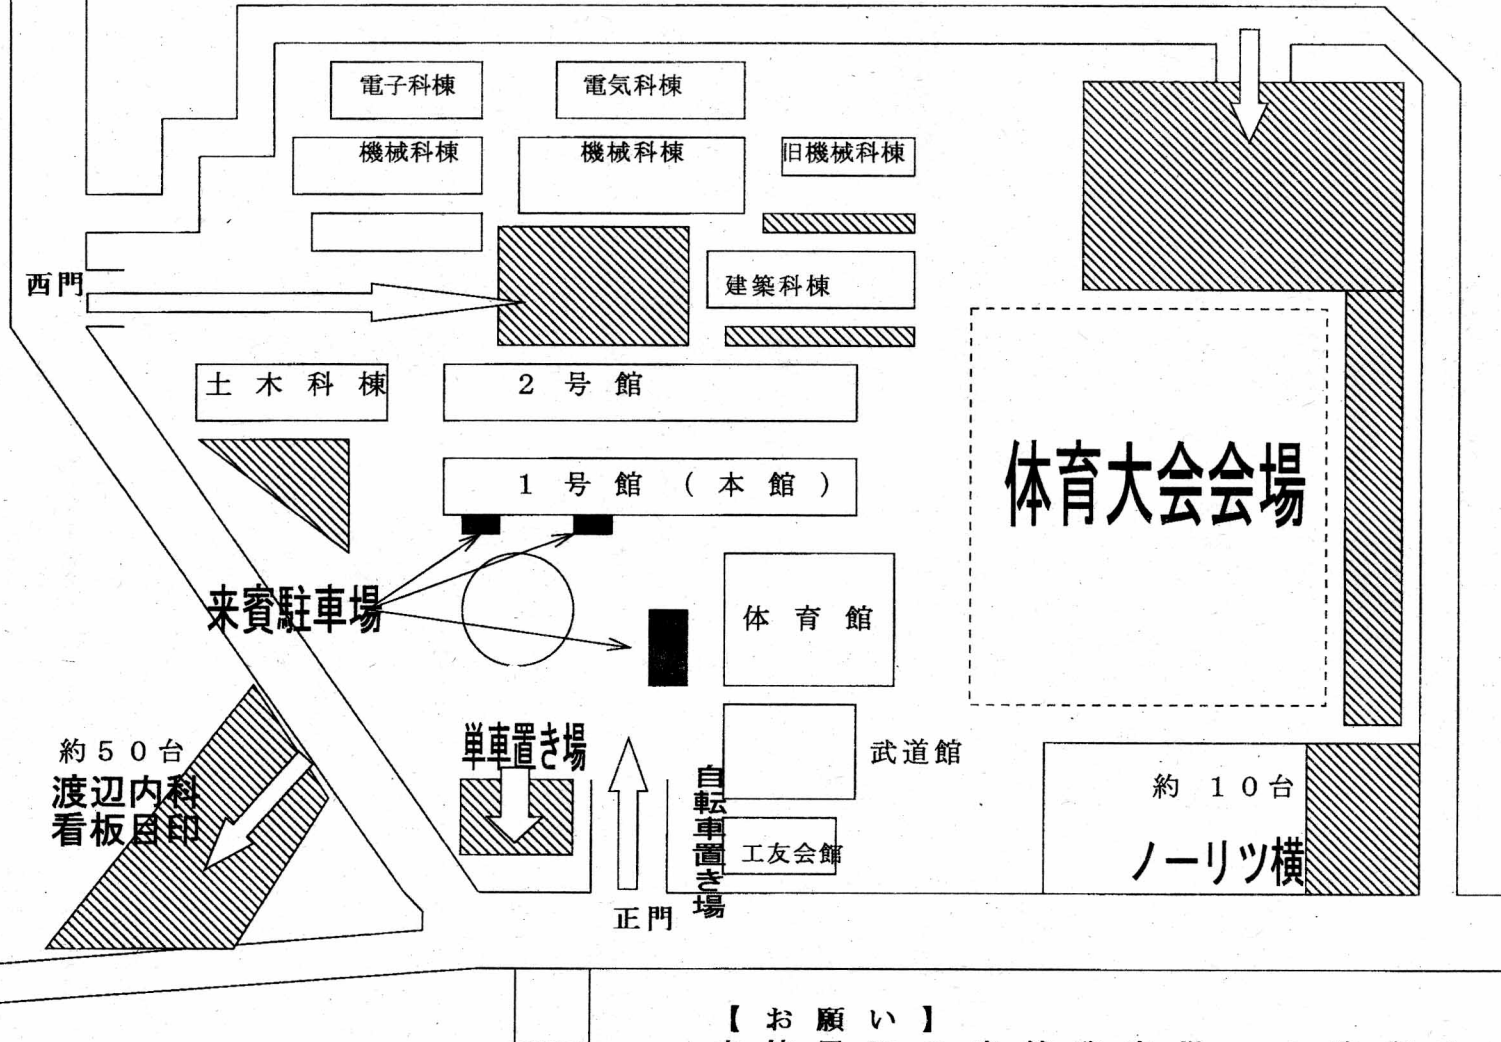 電子科棟
電気科棟
機械科棟
機械科棟
旧機械科棟
西門
建築科棟
土木科棟
2号館
1号館(本館)
体育大会会場
来賓駐車場
体育館
約50台
渡辺内科
看板目印
単車置き場
自転車置き場
武道館
工友会館
約 10台
ノーリツ横
正門
【お願い】